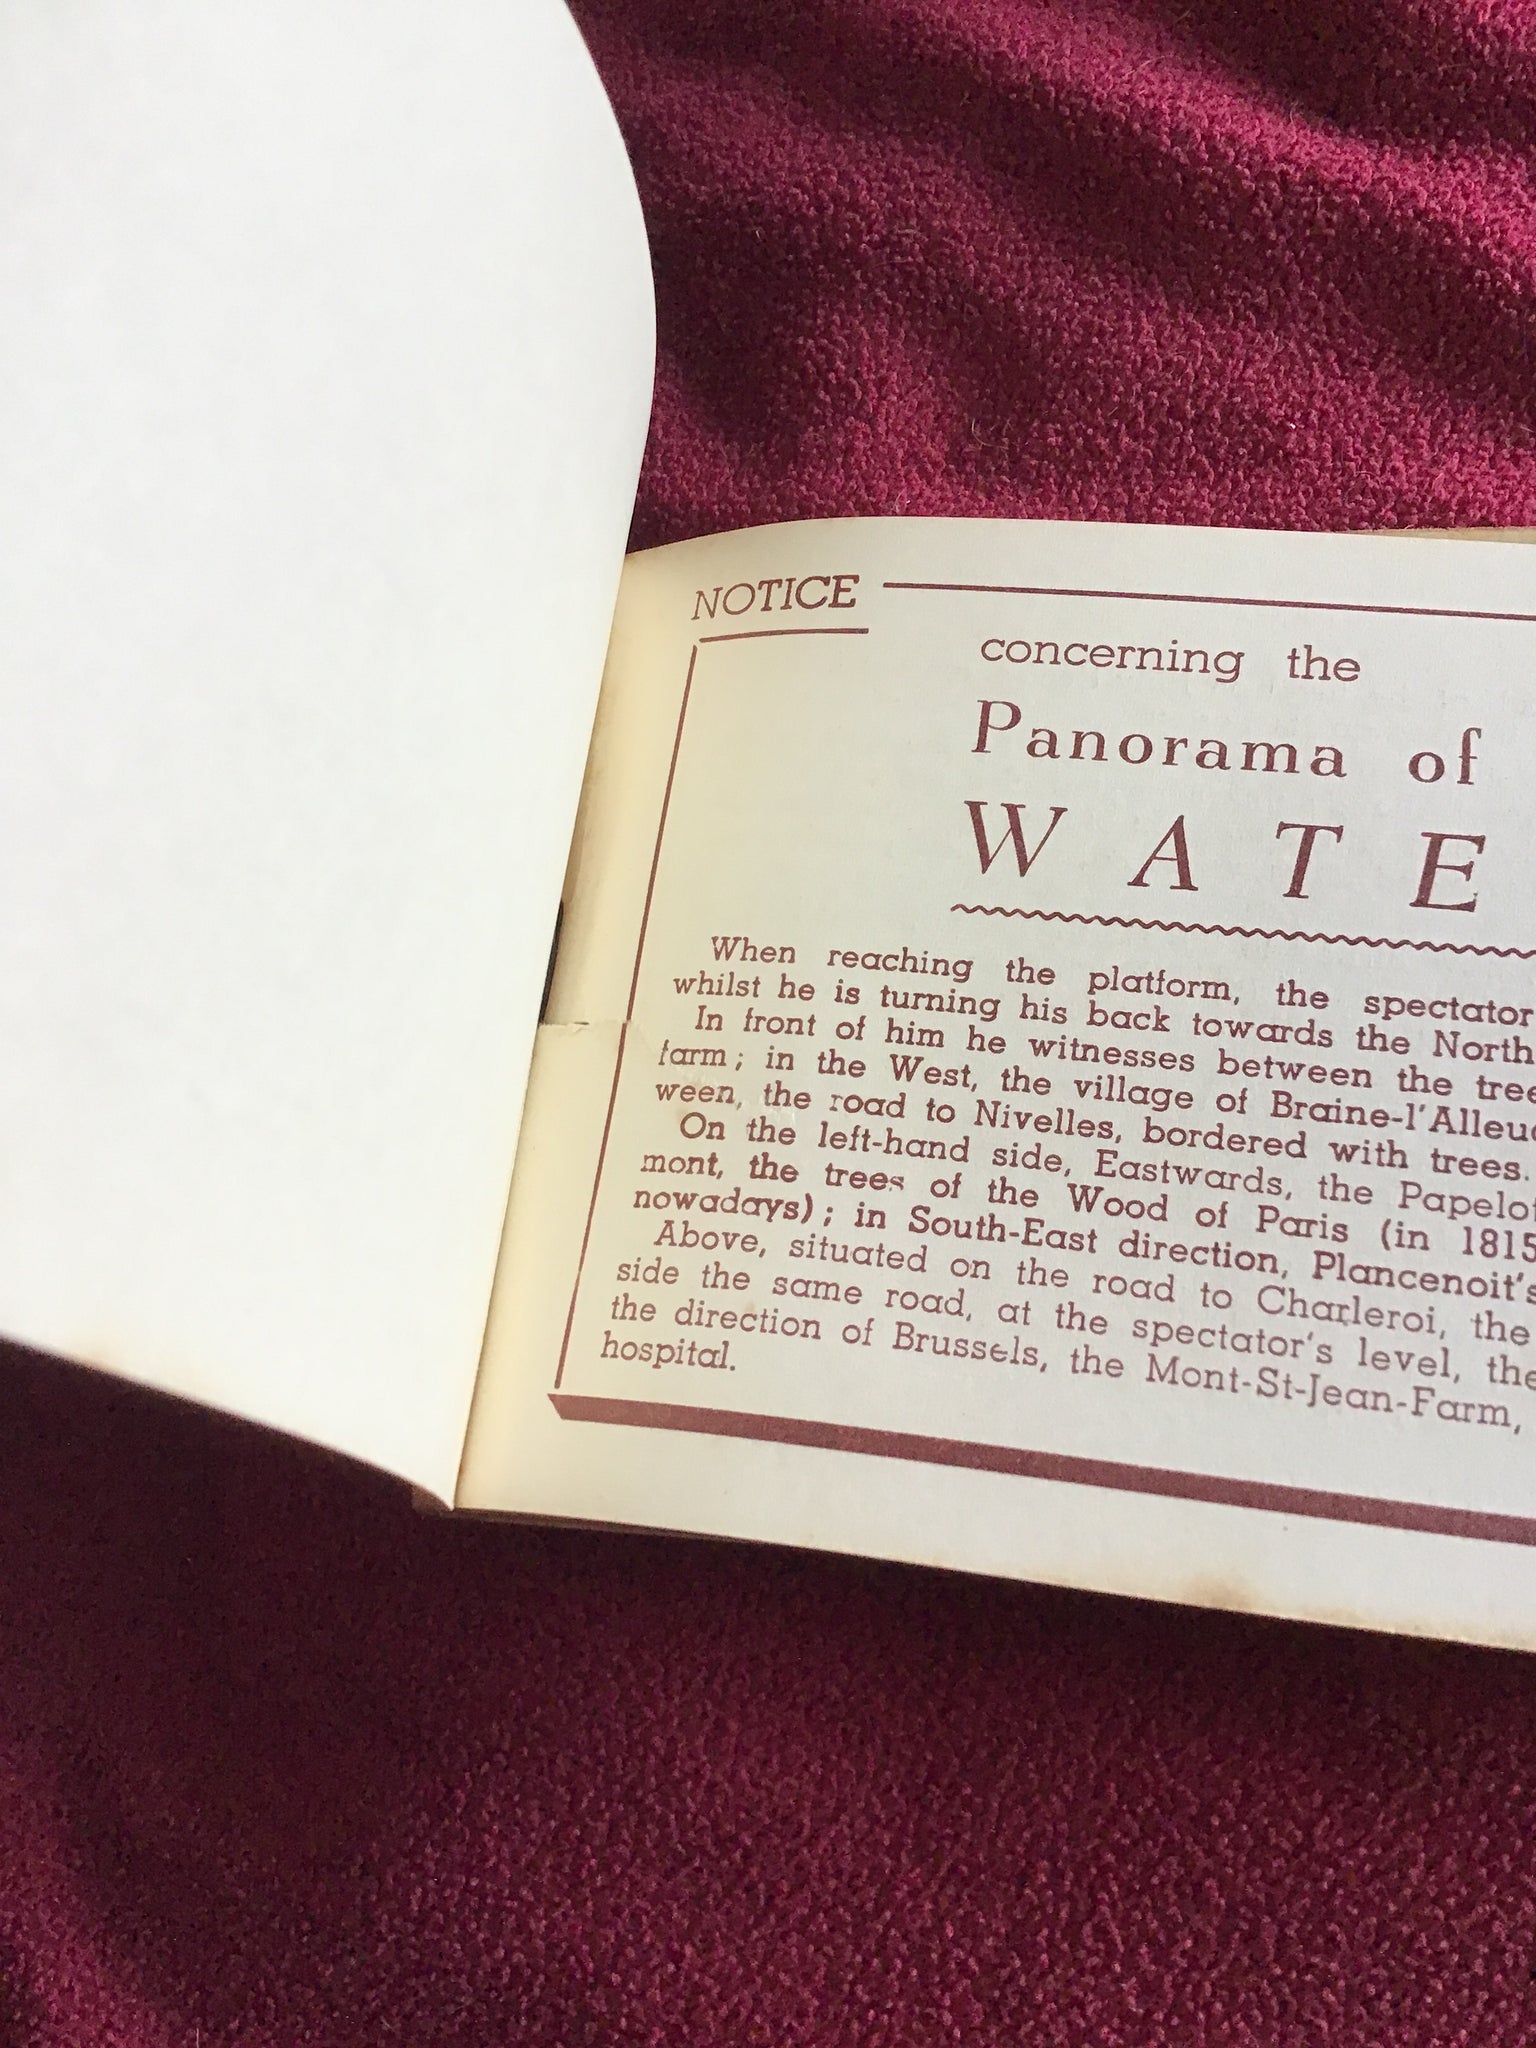 NOTICE
concerning the
Panorama of
WATE
When reaching the platform, the spectator
whilst he is turning his back towards the North
In front of him he witnesses between the tree
farm; in the West, the village of Braine-l'Alleu
ween, the road to Nivelles, bordered with trees.
On the left-hand side, Eastwards, the Papelot
mont, the trees of the Wood of Paris (in 1815
nowadays); in South-East direction, Plancenoit's
Above, situated on the road to Charleroi, the
side the same road, at the spectator's level, the
the direction of Brussels, the Mont-St-Jean-Farm,
hospital.